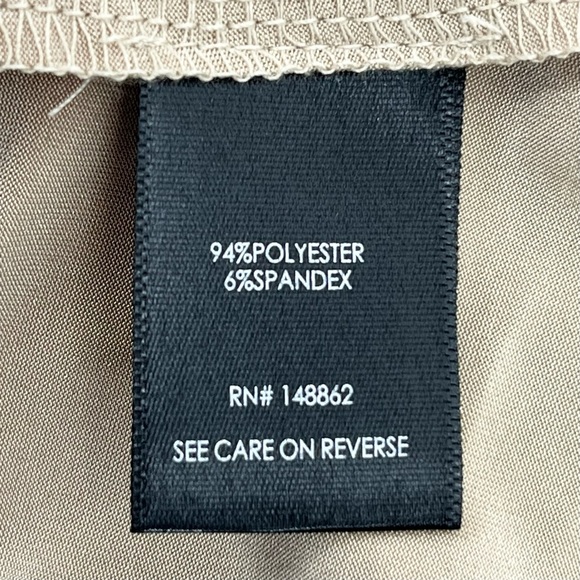 94%POLYESTER
6%SPANDEX
RN# 148862
SEE CARE ON REVERSE